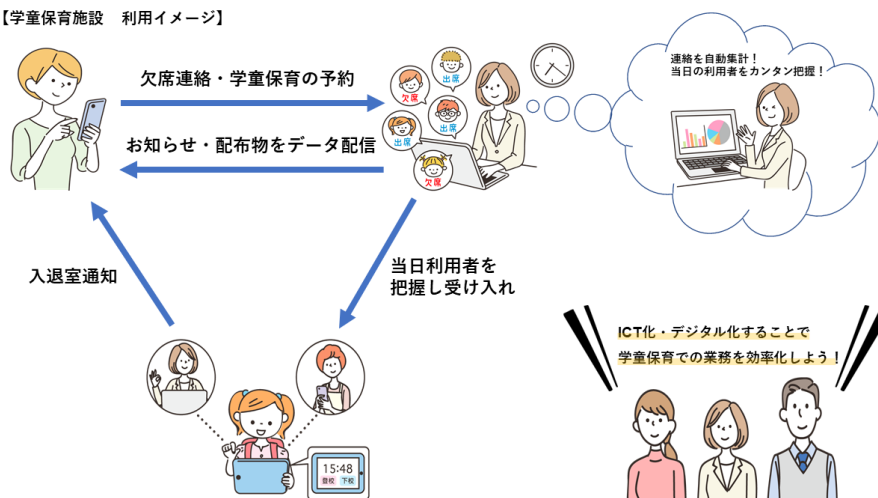 【学童保育施設　利用イメージ】
欠席連絡・学童保育の予約
お知らせ・配布物をデータ配信
出席
欠席
出席
出席
欠席
連絡を自動集計！
当日の利用者をカンタン把握！
入退室通知
当日利用者を
把握し受け入れ
15:48
登校 下校
ICT化・デジタル化することで
学童保育での業務を効率化しよう！